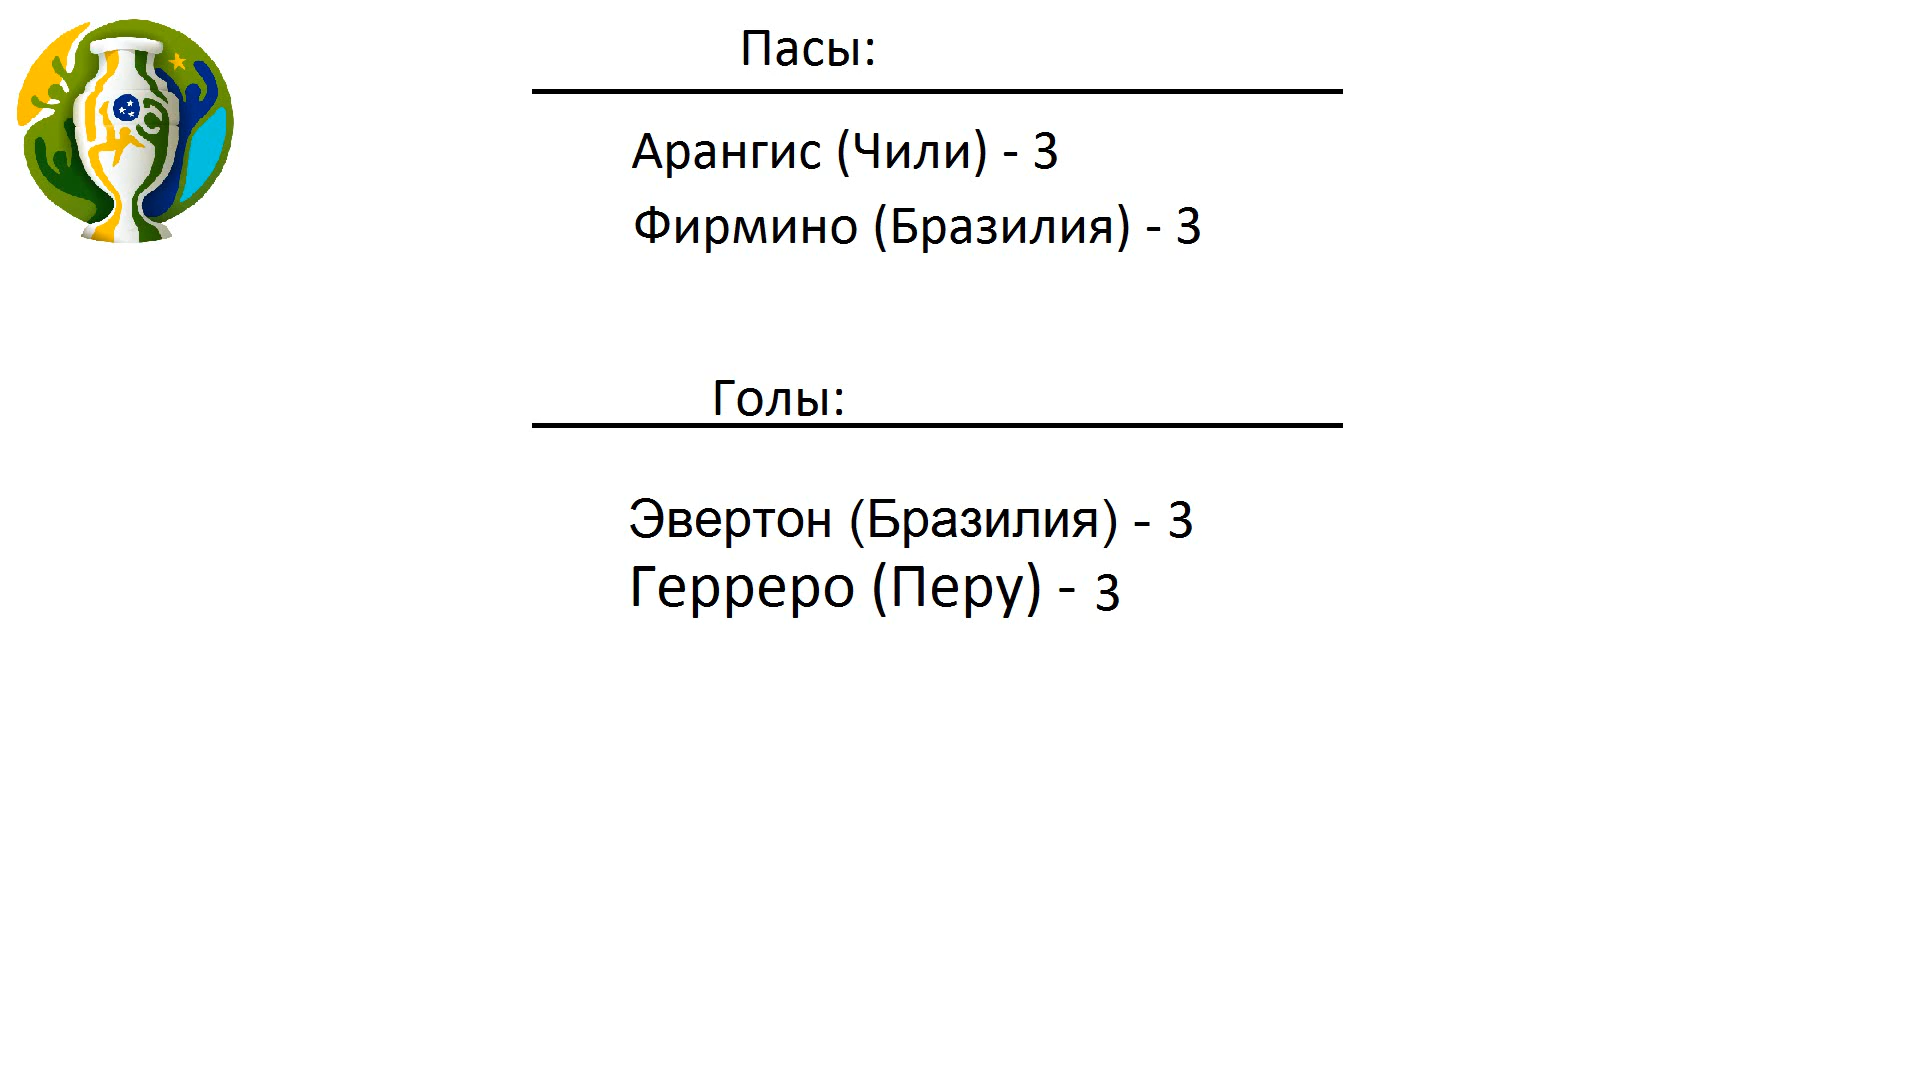 Пасы:
Арангис (Чили) - 3
Фирмино (Бразилия) - 3
Голы:
Эвертон (Бразилия) - 3
Герреро (Перу) - 3